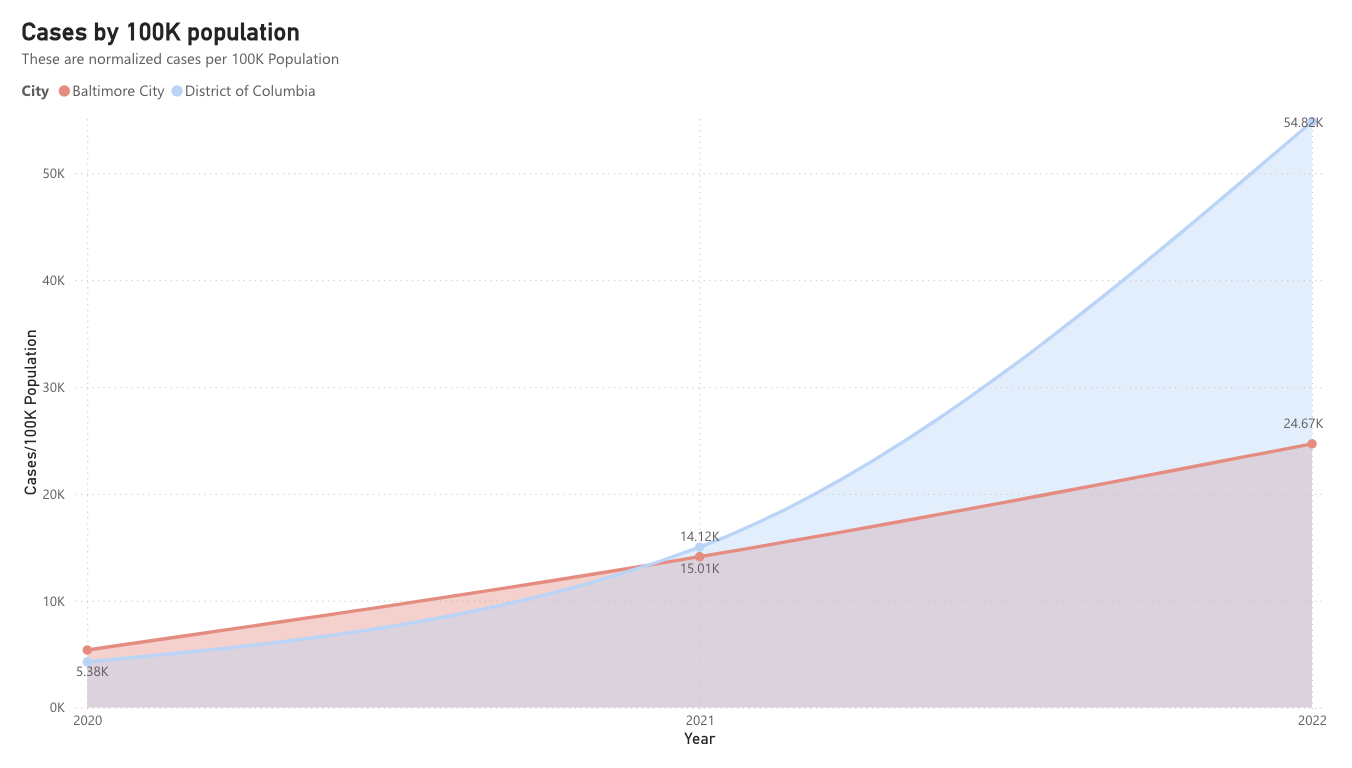 Cases by 100K population
These are normalized cases per 100K Population
City Baltimore City District of Columbia
54.82K
50K
40K
Cases/100K Population
30K
24.67K
20K
14.12K
15.01K
10K
5.38K
0K
2020 2021 2022
Year